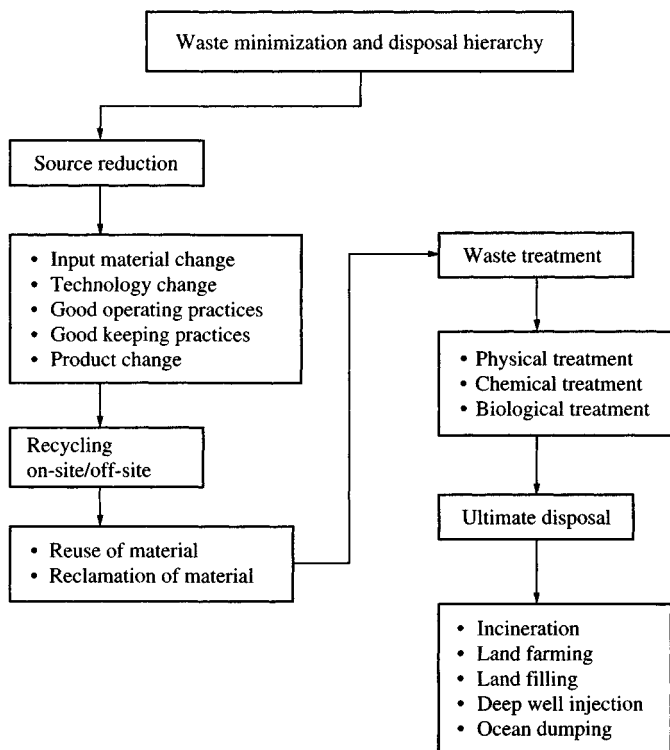 Waste minimization and disposal hierarchy
Source reduction
• Input material change
• Technology change
• Good operating practices
• Good keeping practices
• Product change
Recycling
on-site/off-site
• Reuse of material
• Reclamation of material
Waste treatment
• Physical treatment
• Chemical treatment
• Biological treatment
Ultimate disposal
• Incineration
• Land farming
• Land filling
• Deep well injection
• Ocean dumping